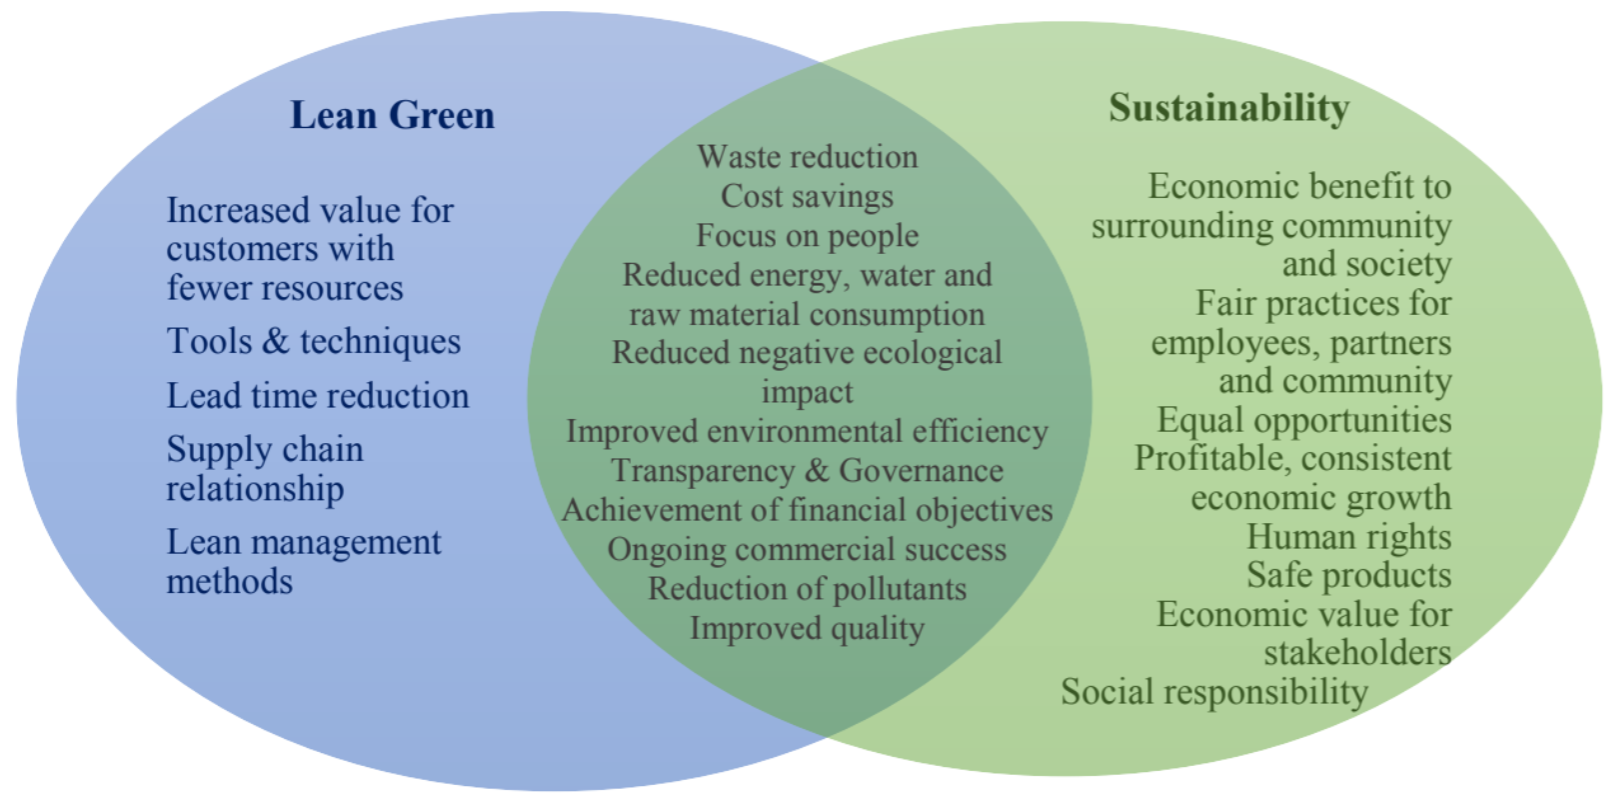 Lean Green
Increased value for
customers with
fewer resources
Tools & techniques
Lead time reduction
Supply chain
relationship
Lean management
methods
Waste reduction
Cost savings
Focus on people
Reduced energy, water and
raw material consumption
Reduced negative ecological
impact
Improved environmental efficiency
Transparency & Governance
Achievement of financial objectives
Ongoing commercial success
Reduction of pollutants
Improved quality
Sustainability
Economic benefit to
surrounding community
and society
Fair practices for
employees, partners
and community
Equal opportunities
Profitable, consistent
economic growth
Human rights
Safe products
Economic value for
stakeholders
Social responsibility